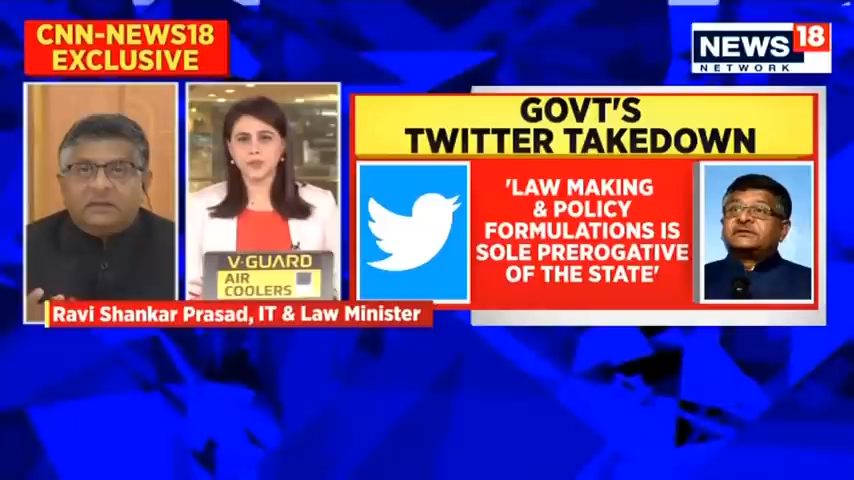 CNN-NEWS18
EXCLUSIVE
NEWS 18
NETWORK
GOVT'S
TWITTER TAKEDOWN
'LAW MAKING
& POLICY
FORMULATIONS IS
SOLE PREROGATIVE
OF THE STATE'
V-GUARD
AIR
COOLERS
Ravi Shankar Prasad, IT & Law Minister